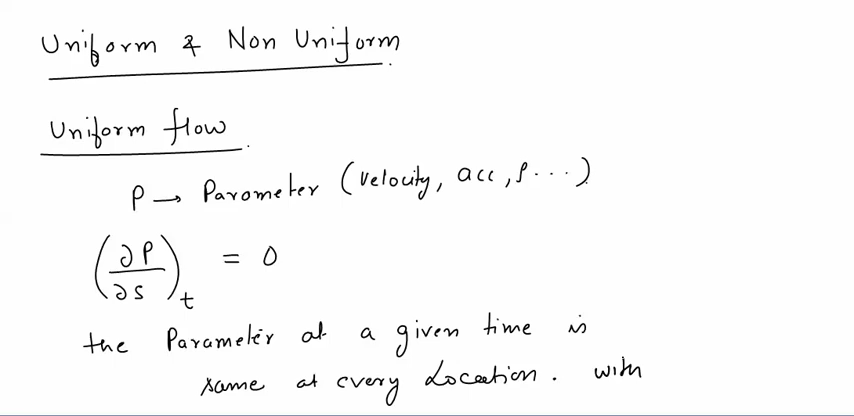 Uniform & Non Uniform
Uniform flow
P → Parameter (velocity, acc, ρ ...)
(∂P/∂s)t = 0
the Parameter at a given time is
same at every Location. with